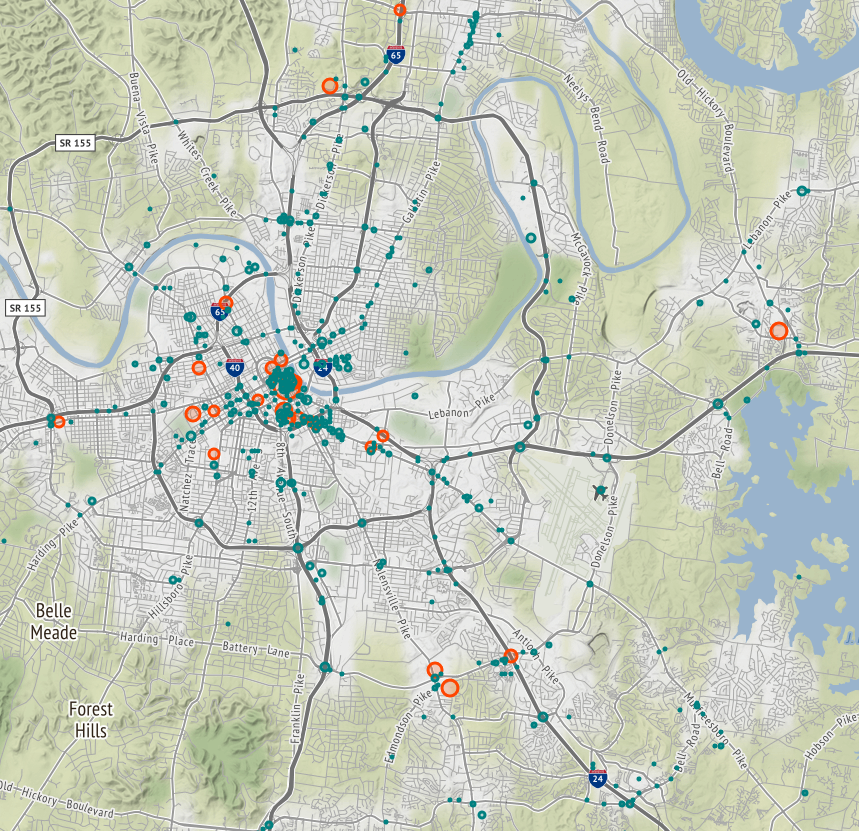 65
Old-Hickory-Boulevard
Neelys-Bend-Road
Buena-Vista-Pike
SR 155
Whites-Creek-Pike
Dickerson-Pike
Gallatin-Pike
Lebanon-Pike
McGavock-Pike
Dickerson-Pike
SR 155
65
40
24
Lebanon-Pike
Donelson-Pike
Bell-Road
Natchez-Trace
12th-Ave
8th-Avenue-South
Donelson-Pike
Harding-Pike
Hillsboro-Pike
Nolensville-Pike
Belle
Meade
Harding-Place
Battery-Lane
Antioch-Pike
Franklin-Pike
Edmondson-Pike
Forest
Hills
Murfreesboro-Pike
Bell-Road
Hobson-Pike
24
Old-Hickory-Boulevard